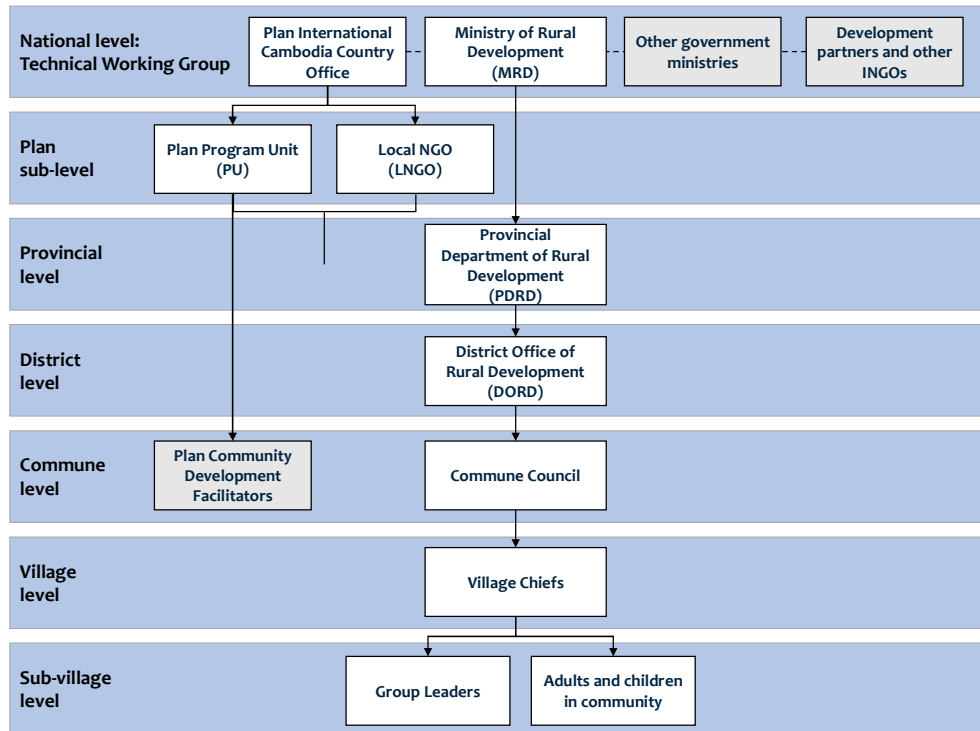 National level:
Technical Working Group
Plan International
Cambodia Country
Office
Ministry of Rural
Development
(MRD)
Other government
ministries
Development
partners and other
INGOs
Plan
sub-level
Plan Program Unit
(PU)
Local NGO
(LNGO)
Provincial
level
Provincial
Department of Rural
Development
(PDRD)
District
level
District Office of
Rural Development
(DORD)
Commune
level
Plan Community
Development
Facilitators
Commune Council
Village
level
Village Chiefs
Sub-village
level
Group Leaders
Adults and children
in community